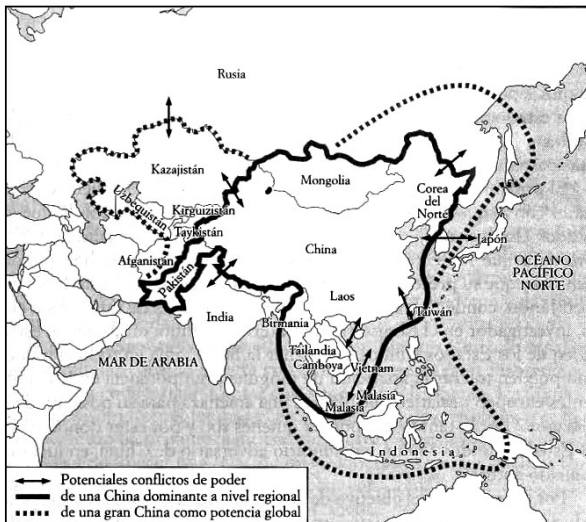 Rusia
Kazajistán
Mongolia
Uzbequistán
Kirguizistán
Taykistán
Corea
del
Norte
Japón
Afganistán
China
OCÉANO
PACÍFICO
NORTE
Pakistán
India
Laos
Taiwán
Birmania
MAR DE ARABIA
Tailandia
Camboya
Vietnam
Malasia
Malasia
Indonesia
Potenciales conflictos de poder
de una China dominante a nivel regional
de una gran China como potencia global